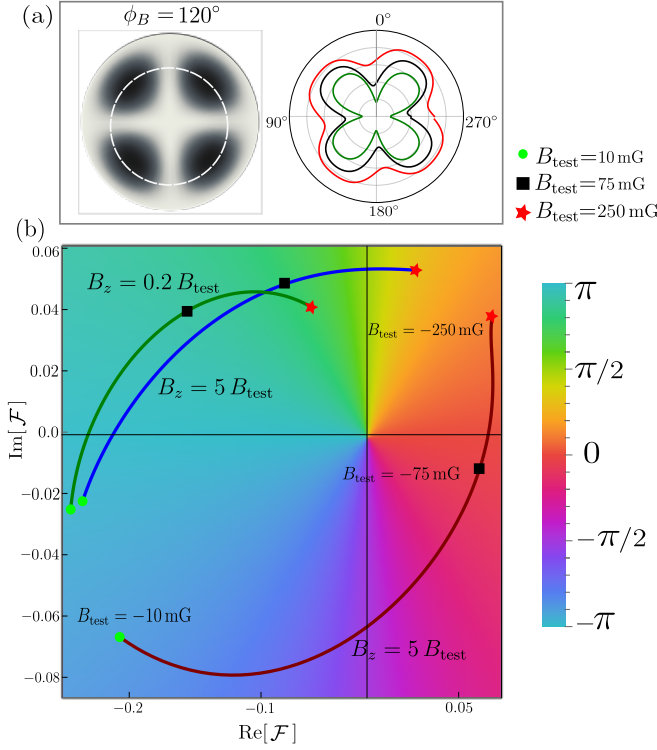 (a)
ϕ_B = 120°
0°
90°
270°
180°
B_test=10 mG
B_test=75 mG
B_test=250 mG
(b)
0.06
0.04
0.02
0.0
−0.02
−0.04
−0.06
−0.08
Im[ℱ]
B_z = 0.2 B_test
B_z = 5 B_test
B_test = −250 mG
B_test = −75 mG
B_test = −10 mG
B_z = 5 B_test
−0.2
−0.1
0.05
Re[ℱ]
π
π/2
0
−π/2
−π